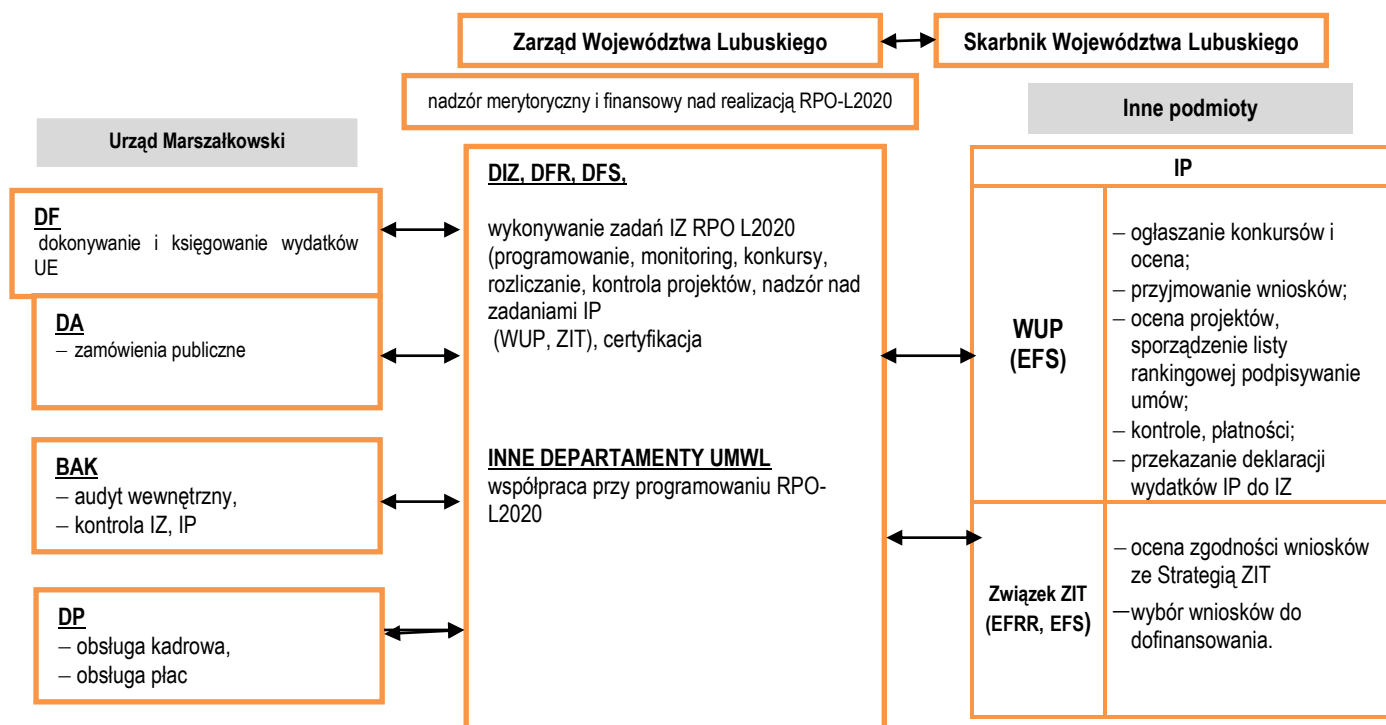 Zarząd Województwa Lubuskiego
Skarbnik Województwa Lubuskiego
nadzór merytoryczny i finansowy nad realizacją RPO-L2020
Urząd Marszałkowski
Inne podmioty
DF
dokonywanie i księgowanie wydatków
UE
DA
– zamówienia publiczne
BAK
– audyt wewnętrzny,
– kontrola IZ, IP
DP
– obsługa kadrowa,
– obsługa płac
DIZ, DFR, DFS,
wykonywanie zadań IZ RPO L2020
(programowanie, monitoring, konkursy,
rozliczanie, kontrola projektów, nadzór nad
zadaniami IP
(WUP, ZIT), certyfikacja
INNE DEPARTAMENTY UMWL
współpraca przy programowaniu RPO-
L2020
IP
WUP
(EFS)
– ogłaszanie konkursów i
ocena;
– przyjmowanie wniosków;
– ocena projektów,
sporządzenie listy
rankingowej podpisywanie
umów;
– kontrole, płatności;
– przekazanie deklaracji
wydatków IP do IZ
Związek ZIT
(EFRR, EFS)
– ocena zgodności wniosków
ze Strategią ZIT
—wybór wniosków do
dofinansowania.